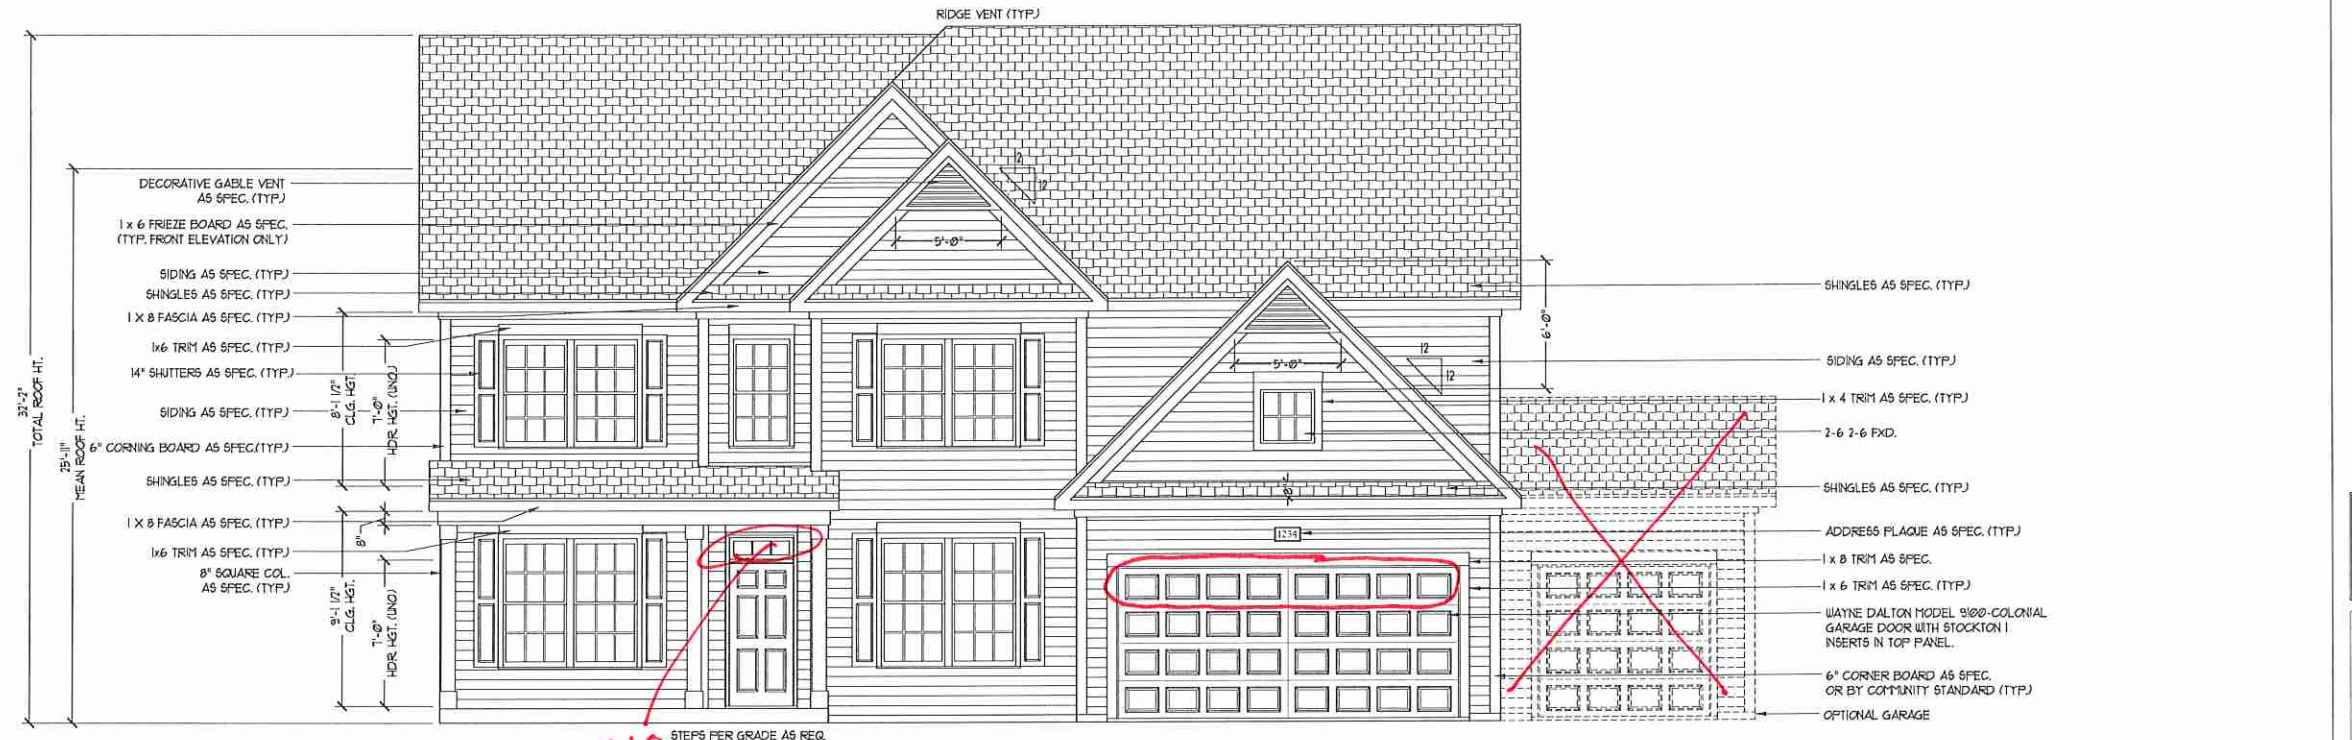 RIDGE VENT (TYP.)
DECORATIVE GABLE VENT
AS SPEC. (TYP.)
1 x 6 FRIEZE BOARD AS SPEC.
(TYP. FRONT ELEVATION ONLY)
SIDING AS SPEC. (TYP.)
SHINGLES AS SPEC. (TYP.)
1 X 8 FASCIA AS SPEC. (TYP.)
1x6 TRIM AS SPEC. (TYP.)
14" SHUTTERS AS SPEC. (TYP.)
SIDING AS SPEC. (TYP.)
6" CORNING BOARD AS SPEC.(TYP.)
SHINGLES AS SPEC. (TYP.)
1 X 8 FASCIA AS SPEC. (TYP.)
1x6 TRIM AS SPEC. (TYP.)
8" SQUARE COL.
AS SPEC. (TYP.)
32'-2"
TOTAL ROOF HT.
25'-11"
MEAN ROOF HT.
8'-1 1/2"
CLG. HGT.
7'-0"
HDR HGT. (UNO.)
8"
9'-1 1/2"
CLG. HGT.
7'-0"
HDR HGT. (UNO)
12
12
5'-0"
5'-0"
12
12
6'-0"
8"
1234
STEPS PER GRADE AS REQ.
SHINGLES AS SPEC. (TYP.)
SIDING AS SPEC. (TYP.)
1 x 4 TRIM AS SPEC. (TYP.)
2-6 2-6 FXD.
SHINGLES AS SPEC. (TYP.)
ADDRESS PLAQUE AS SPEC. (TYP.)
1 x 8 TRIM AS SPEC.
1 x 6 TRIM AS SPEC. (TYP.)
WAYNE DALTON MODEL 9100-COLONIAL
GARAGE DOOR WITH STOCKTON 1
INSERTS IN TOP PANEL.
6" CORNER BOARD AS SPEC.
OR BY COMMUNITY STANDARD (TYP.)
OPTIONAL GARAGE